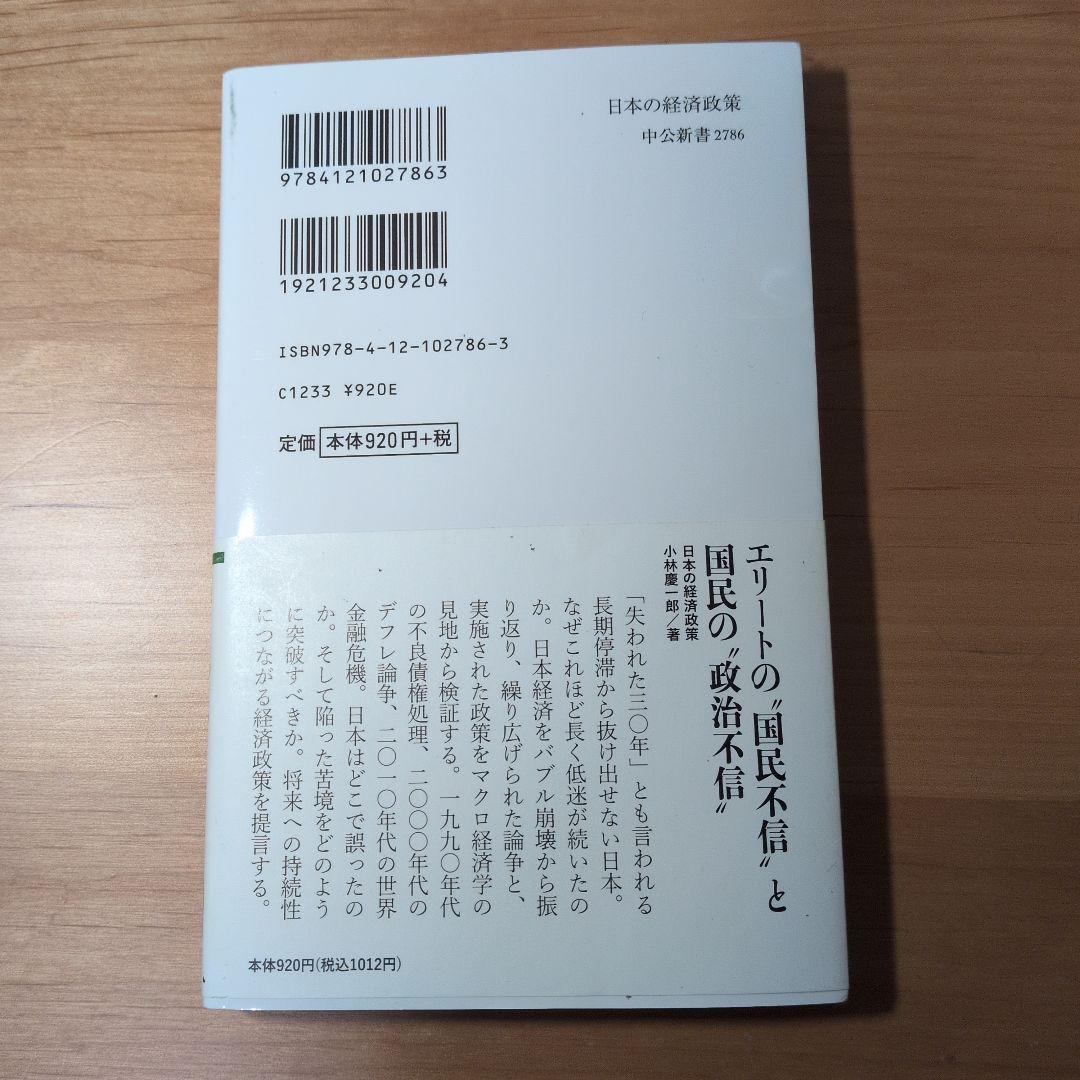 9784121027863
1921233009204
ISBN978-4-12-102786-3
C1233 ¥920E
定価 本体920円+税
日本の経済政策
中公新書 2786
エリートの〝国民不信〟と
国民の〝政治不信〟
日本の経済政策
小林慶一郎/著
「失われた三〇年」とも言われる
長期停滞から抜け出せない日本。
なぜこれほど長く低迷が続いたの
か。日本経済をバブル崩壊から振
り返り、繰り広げられた論争と、
実施された政策をマクロ経済学の
見地から検証する。一九九〇年代
の不良債権処理、二〇〇〇年代の
デフレ論争、二〇一〇年代の世界
金融危機。日本はどこで誤ったの
か。そして陥った苦境をどのよう
に突破すべきか。将来への持続性
につながる経済政策を提言する。
本体920円(税込1012円)